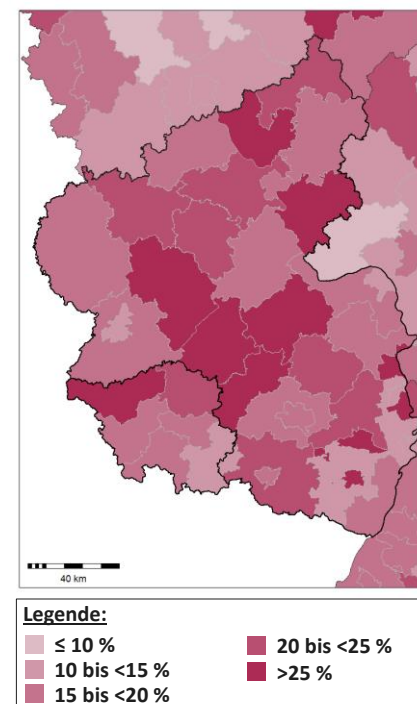 40 km
Legende:
≤ 10 %
10 bis <15 %
15 bis <20 %
20 bis <25 %
>25 %